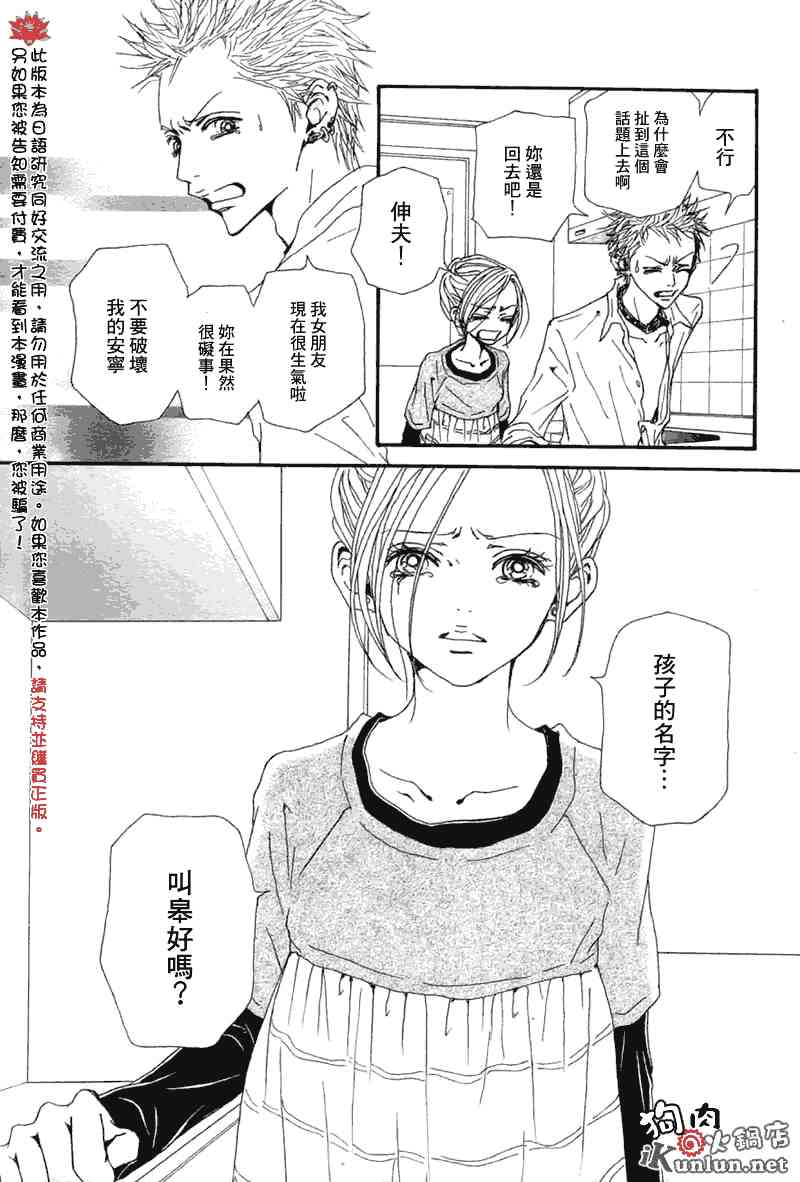 不行
為什麼會
扯到這個
話題上去啊
妳還是
回去吧！
伸夫！
我女朋友
現在很生氣啦
妳在果然
很礙事！
不要破壞
我的安寧
孩子的名字…
叫皋好嗎？
此版本為日語研究同好交流之用，請勿用於任何商業用途。如果您喜歡本作品，請支持並購買正版。
另如果您被告知需要付費，才能看到本漫畫，那麼，您被騙了！
狗肉
火鍋店
iKunlun.net